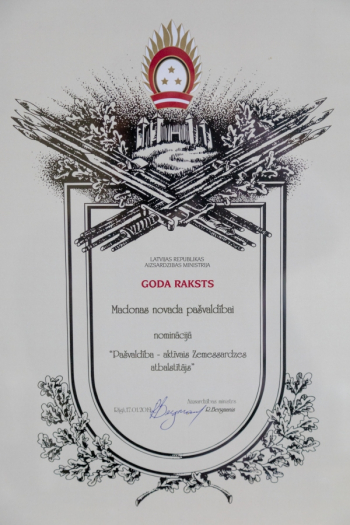 LATVIJAS REPUBLIKAS
AIZSARDZĪBAS MINISTRIJA
GODA RAKSTS
Madonas novada pašvaldībai
nominācijā
"Pašvaldība - aktīvais Zemessardzes
atbalstītājs"